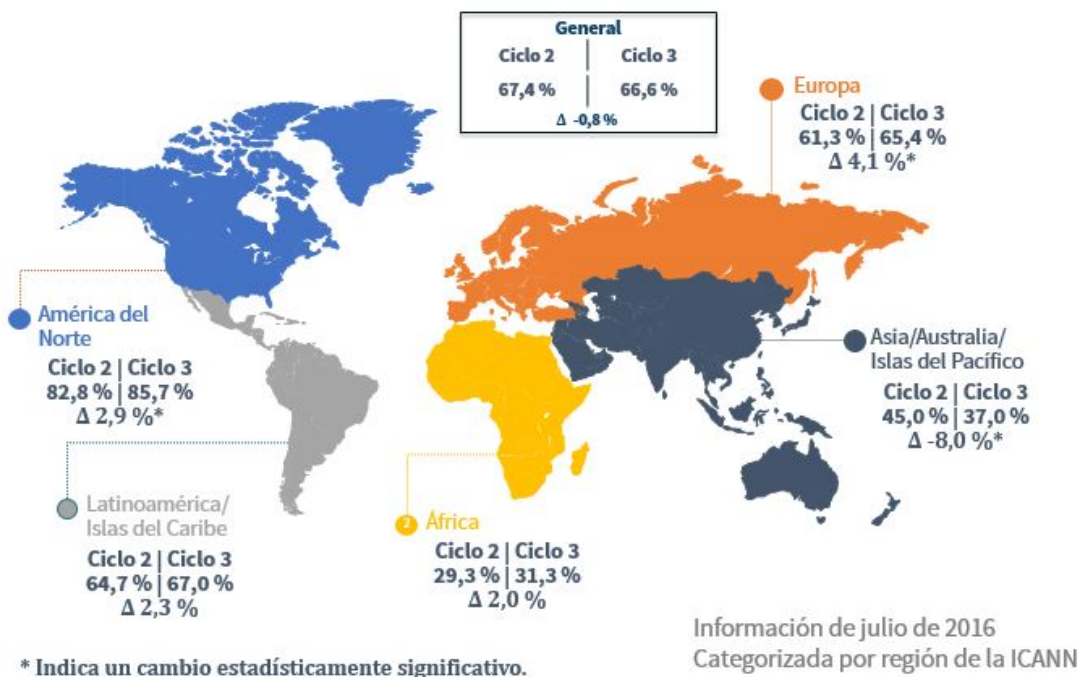 General
Ciclo 2 | Ciclo 3
67,4 % | 66,6 %
Δ -0,8 %
Europa
Ciclo 2 | Ciclo 3
61,3 % | 65,4 %
Δ 4,1 %*
América del
Norte
Ciclo 2 | Ciclo 3
82,8 % | 85,7 %
Δ 2,9 %*
Asia/Australia/
Islas del Pacífico
Ciclo 2 | Ciclo 3
45,0 % | 37,0 %
Δ -8,0 %*
Latinoamérica/
Islas del Caribe
Ciclo 2 | Ciclo 3
64,7 % | 67,0 %
Δ 2,3 %
2 África
Ciclo 2 | Ciclo 3
29,3 % | 31,3 %
Δ 2,0 %
Información de julio de 2016
Categorizada por región de la ICANN
* Indica un cambio estadísticamente significativo.